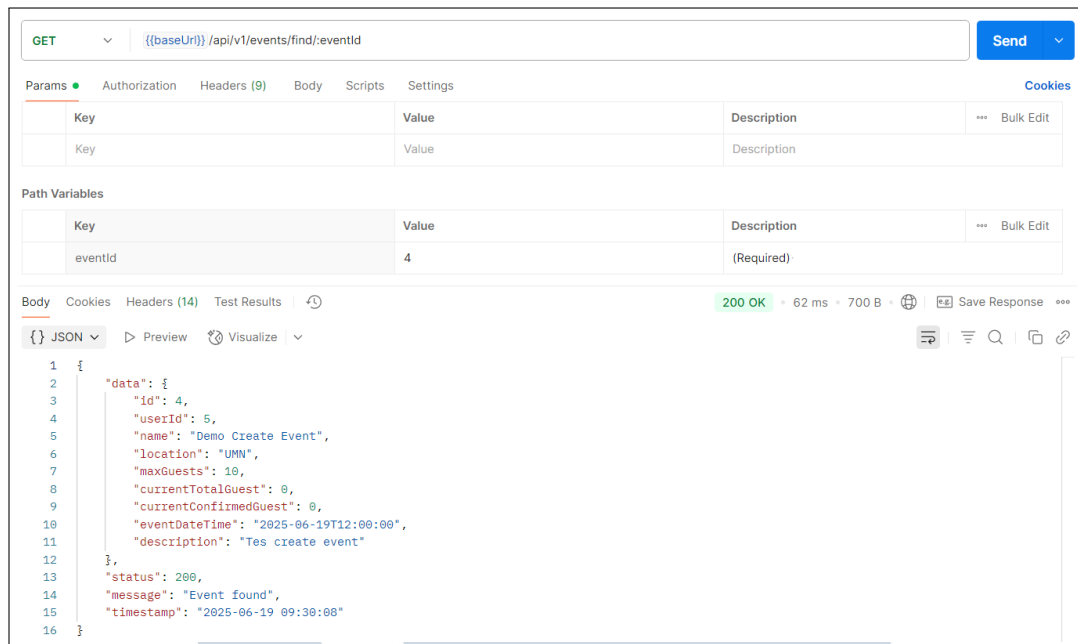 GET {{baseUrl}} /api/v1/events/find/:eventId Send
Params Authorization Headers (9) Body Scripts Settings Cookies
Key Value Description Bulk Edit
Key Value Description
Path Variables
Key Value Description Bulk Edit
eventId 4 (Required)
Body Cookies Headers (14) Test Results 200 OK 62 ms 700 B e.g. Save Response
{} JSON Preview Visualize
1 {
2 "data": {
3 "id": 4,
4 "userId": 5,
5 "name": "Demo Create Event",
6 "location": "UMN",
7 "maxGuests": 10,
8 "currentTotalGuest": 0,
9 "currentConfirmedGuest": 0,
10 "eventDateTime": "2025-06-19T12:00:00",
11 "description": "Tes create event"
12 },
13 "status": 200,
14 "message": "Event found",
15 "timestamp": "2025-06-19 09:30:08"
16 }